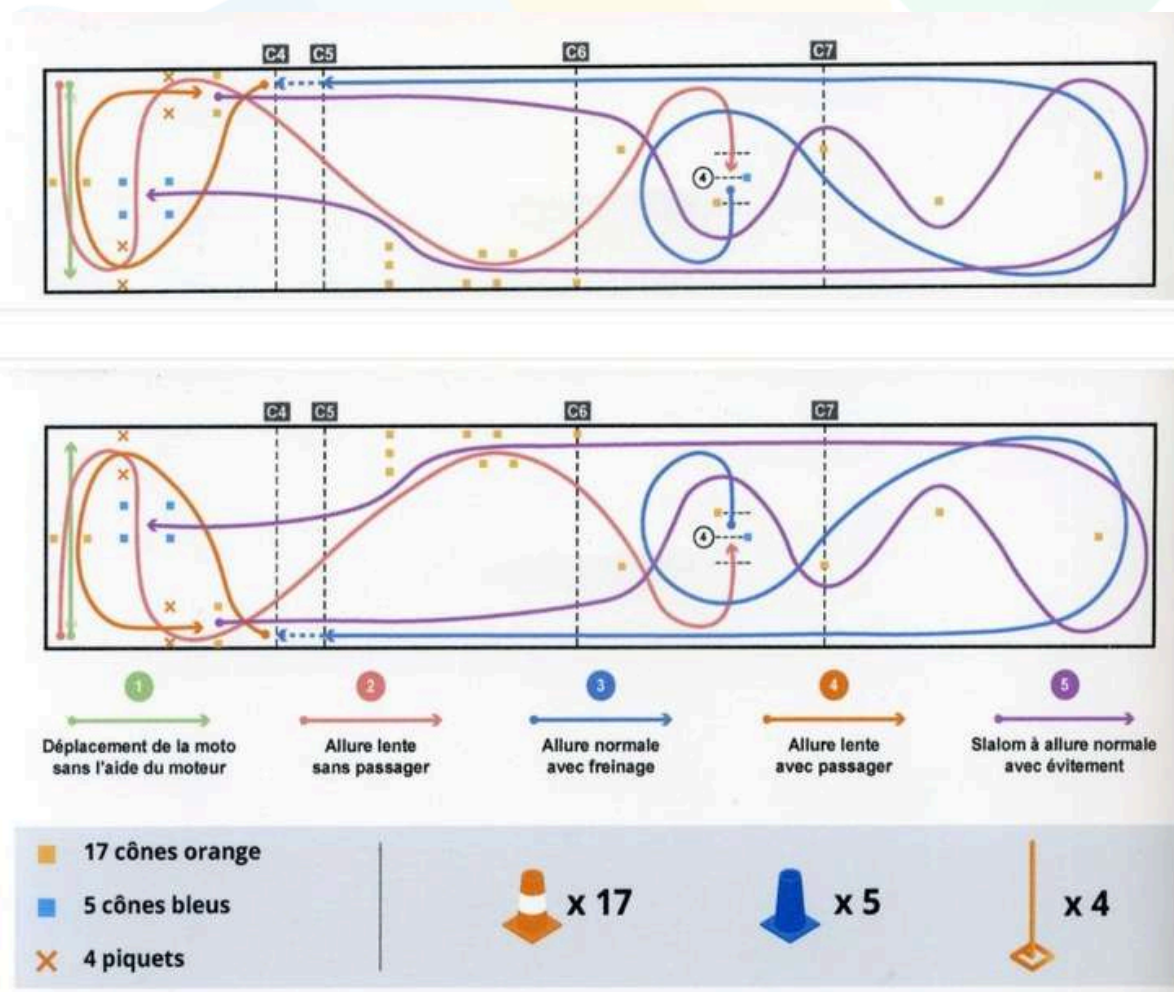 C4 C5 C6 C7
4
C4 C5 C6 C7
4
1 2 3 4 5
Déplacement de la moto
sans l'aide du moteur
Allure lente
sans passager
Allure normale
avec freinage
Allure lente
avec passager
Slalom à allure normale
avec évitement
17 cônes orange
5 cônes bleus
4 piquets
x 17
x 5
x 4